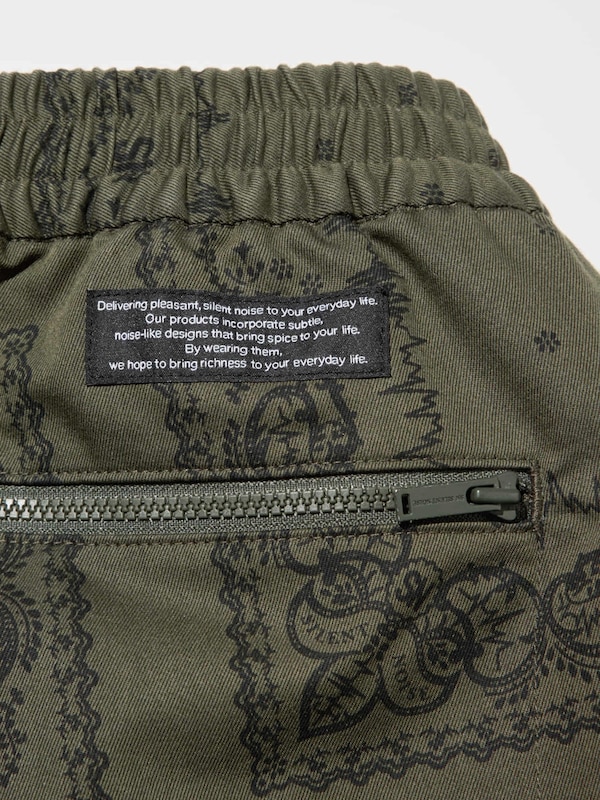 Delivering pleasant, silent noise to your everyday life.
Our products incorporate subtle,
noise-like designs that bring spice to your life.
By wearing them,
we hope to bring richness to your everyday life.
SILENT